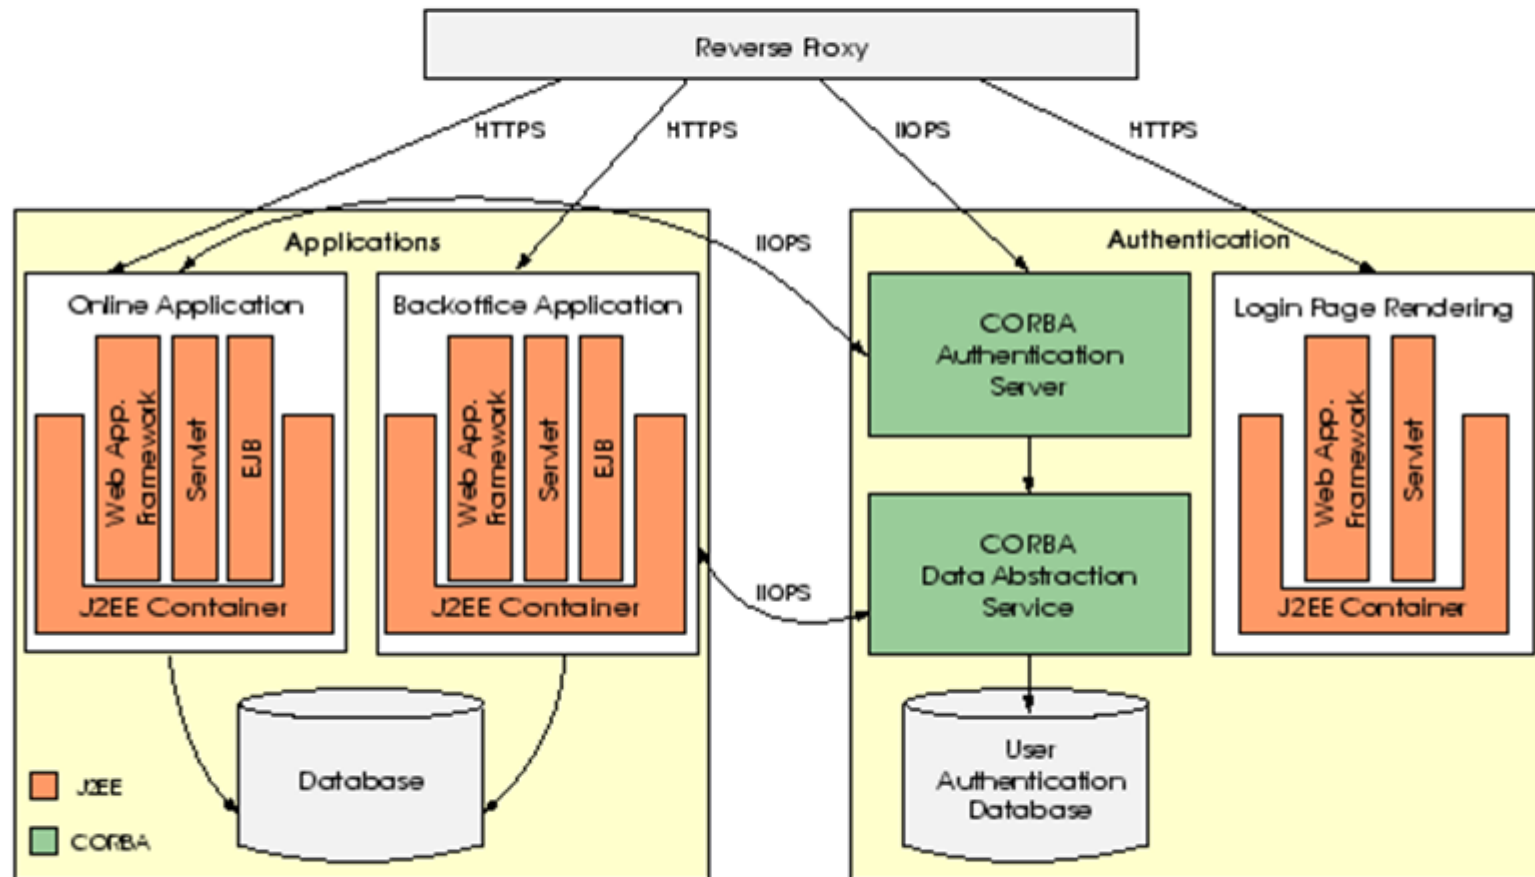 Reverse Proxy
HTTPS
HTTPS
IIOPS
HTTPS
Applications
IIOPS
Authentication
Online Application
Web App.
Framework
Servlet
EJB
J2EE Container
Backoffice Application
Web App.
Framework
Servlet
EJB
J2EE Container
CORBA
Authentication
Server
Login Page Rendering
Web App.
Framework
Servlet
J2EE Container
CORBA
Data Abstraction
Service
IIOPS
Database
User
Authentication
Database
J2EE
CORBA